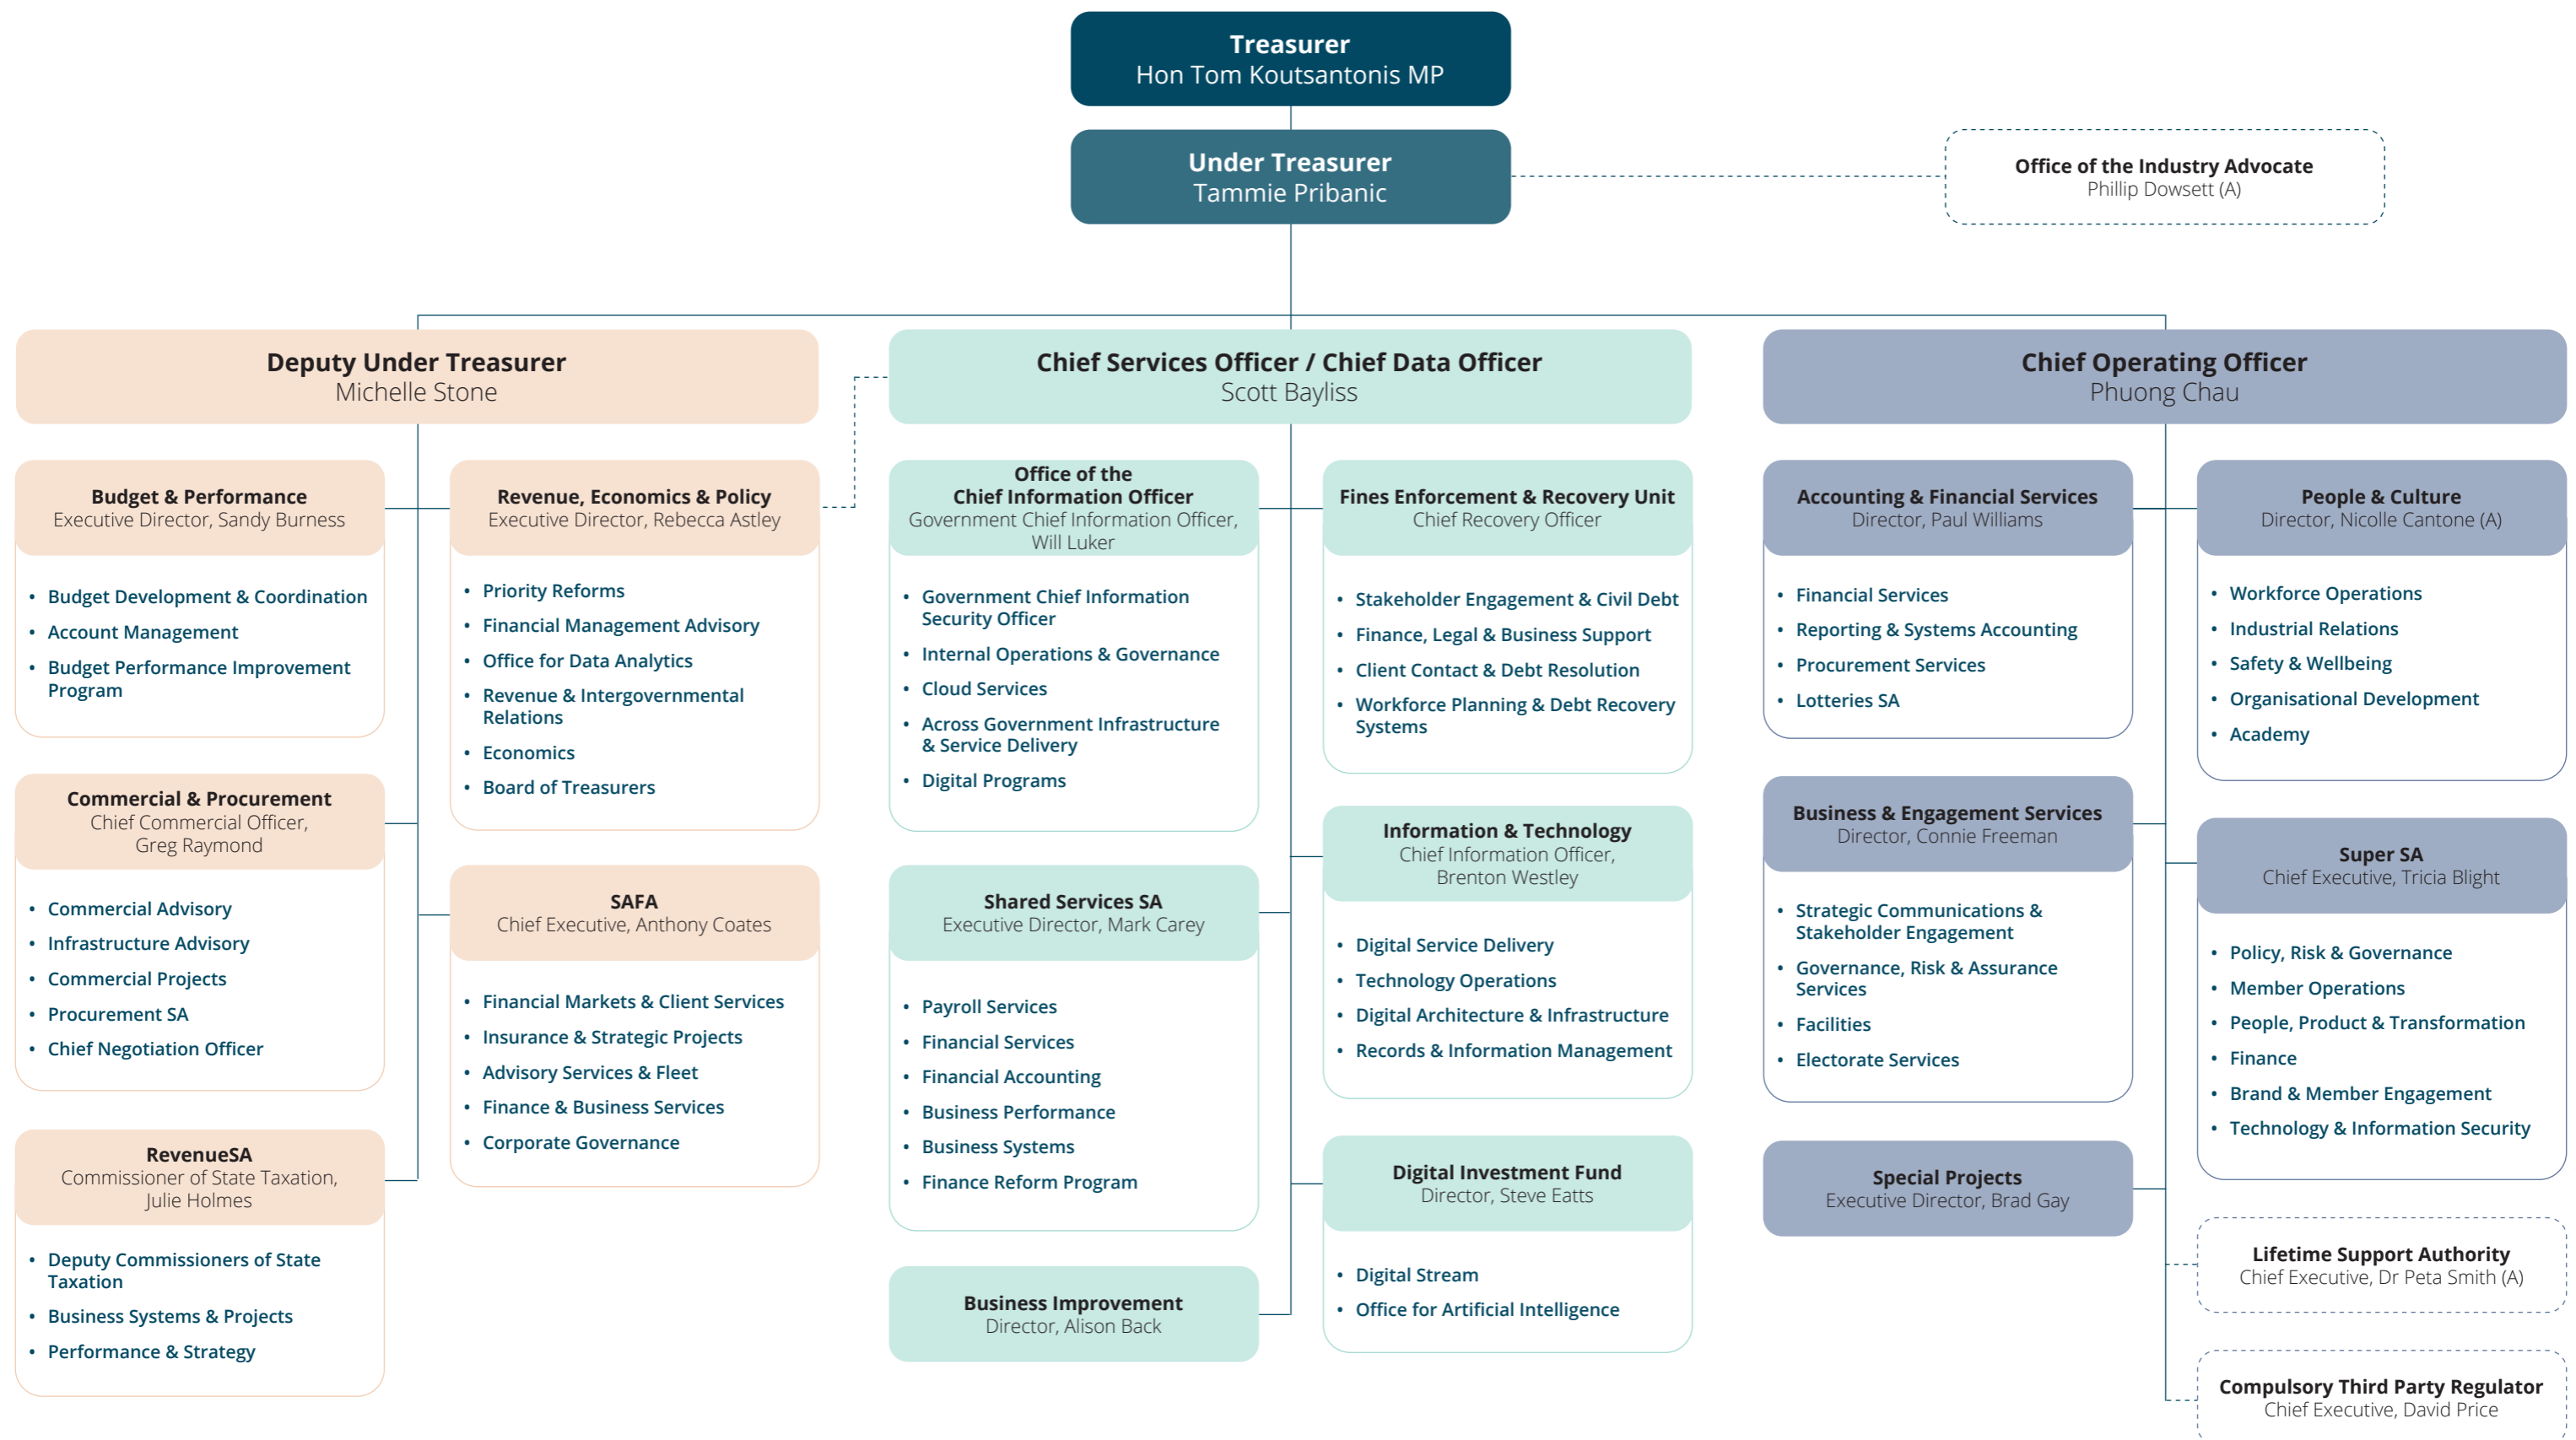 Treasurer
Hon Tom Koutsantonis MP
Under Treasurer
Tammie Pribanic
Office of the Industry Advocate
Phillip Dowsett (A)
Deputy Under Treasurer
Michelle Stone
Budget & Performance
Executive Director, Sandy Burness
• Budget Development & Coordination
• Account Management
• Budget Performance Improvement
Program
Commercial & Procurement
Chief Commercial Officer,
Greg Raymond
• Commercial Advisory
• Infrastructure Advisory
• Commercial Projects
• Procurement SA
• Chief Negotiation Officer
RevenueSA
Commissioner of State Taxation,
Julie Holmes
• Deputy Commissioners of State
Taxation
• Business Systems & Projects
• Performance & Strategy
Revenue, Economics & Policy
Executive Director, Rebecca Astley
• Priority Reforms
• Financial Management Advisory
• Office for Data Analytics
• Revenue & Intergovernmental
Relations
• Economics
• Board of Treasurers
SAFA
Chief Executive, Anthony Coates
• Financial Markets & Client Services
• Insurance & Strategic Projects
• Advisory Services & Fleet
• Finance & Business Services
• Corporate Governance
Chief Services Officer / Chief Data Officer
Scott Bayliss
Office of the
Chief Information Officer
Government Chief Information Officer,
Will Luker
• Government Chief Information
Security Officer
• Internal Operations & Governance
• Cloud Services
• Across Government Infrastructure
& Service Delivery
• Digital Programs
Shared Services SA
Executive Director, Mark Carey
• Payroll Services
• Financial Services
• Financial Accounting
• Business Performance
• Business Systems
• Finance Reform Program
Business Improvement
Director, Alison Back
Fines Enforcement & Recovery Unit
Chief Recovery Officer
• Stakeholder Engagement & Civil Debt
• Finance, Legal & Business Support
• Client Contact & Debt Resolution
• Workforce Planning & Debt Recovery
Systems
Information & Technology
Chief Information Officer,
Brenton Westley
• Digital Service Delivery
• Technology Operations
• Digital Architecture & Infrastructure
• Records & Information Management
Digital Investment Fund
Director, Steve Eatts
• Digital Stream
• Office for Artificial Intelligence
Chief Operating Officer
Phuong Chau
Accounting & Financial Services
Director, Paul Williams
• Financial Services
• Reporting & Systems Accounting
• Procurement Services
• Lotteries SA
Business & Engagement Services
Director, Connie Freeman
• Strategic Communications &
Stakeholder Engagement
• Governance, Risk & Assurance
Services
• Facilities
• Electorate Services
Special Projects
Executive Director, Brad Gay
People & Culture
Director, Nicolle Cantone (A)
• Workforce Operations
• Industrial Relations
• Safety & Wellbeing
• Organisational Development
• Academy
Super SA
Chief Executive, Tricia Blight
• Policy, Risk & Governance
• Member Operations
• People, Product & Transformation
• Finance
• Brand & Member Engagement
• Technology & Information Security
Lifetime Support Authority
Chief Executive, Dr Peta Smith (A)
Compulsory Third Party Regulator
Chief Executive, David Price